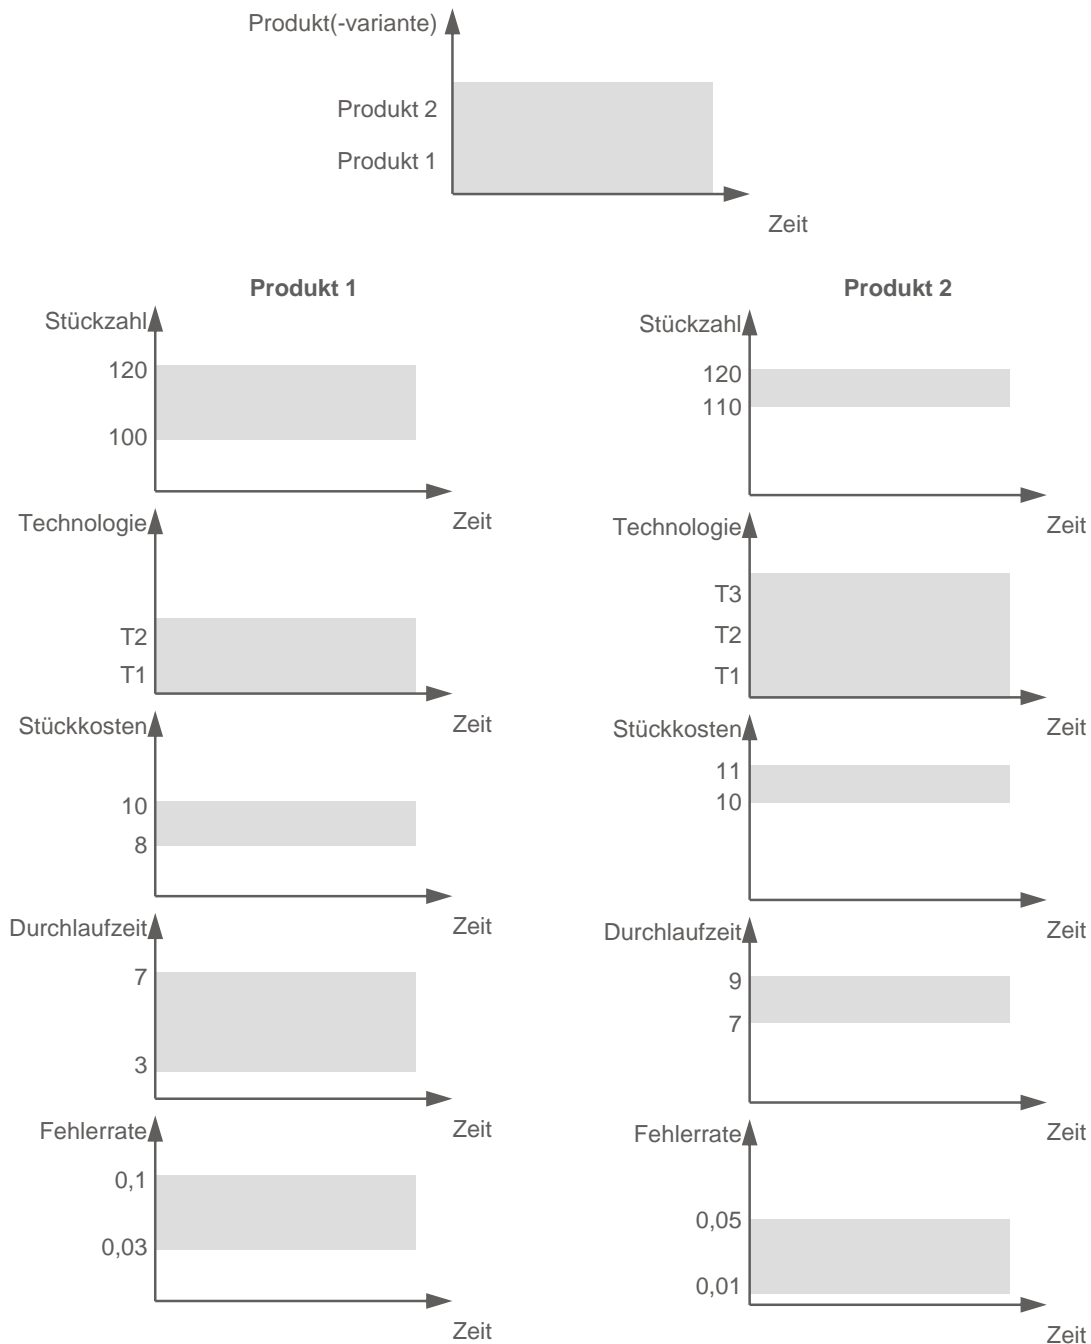 Produkt(-variante)
Produkt 2
Produkt 1
Zeit
Produkt 1
Stückzahl
120
100
Zeit
Technologie
T2
T1
Zeit
Stückkosten
10
8
Zeit
Durchlaufzeit
7
3
Zeit
Fehlerrate
0,1
0,03
Zeit
Produkt 2
Stückzahl
120
110
Zeit
Technologie
T3
T2
T1
Zeit
Stückkosten
11
10
Zeit
Durchlaufzeit
9
7
Zeit
Fehlerrate
0,05
0,01
Zeit